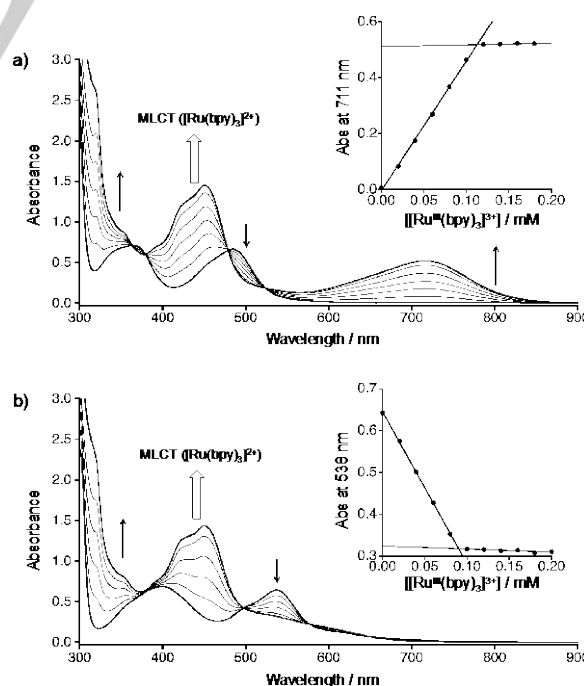 a)
3.0
2.5
2.0
1.5
1.0
0.5
0.0
Absorbance
MLCT ([Ru(bpy)₃]²⁺)
300 400 500 600 700 800 900
Wavelength / nm
0.6
0.4
0.2
0.0
Abs at 711 nm
0.00 0.05 0.10 0.15 0.20
[[Ruᴵᴵᴵ(bpy)₃]³⁺] / mM
b)
3.0
2.5
2.0
1.5
1.0
0.5
0.0
Absorbance
MLCT ([Ru(bpy)₃]²⁺)
300 400 500 600 700 800 900
Wavelength / nm
0.7
0.6
0.5
0.4
0.3
Abs at 538 nm
0.00 0.05 0.10 0.15 0.20
[[Ruᴵᴵᴵ(bpy)₃]³⁺] / mM